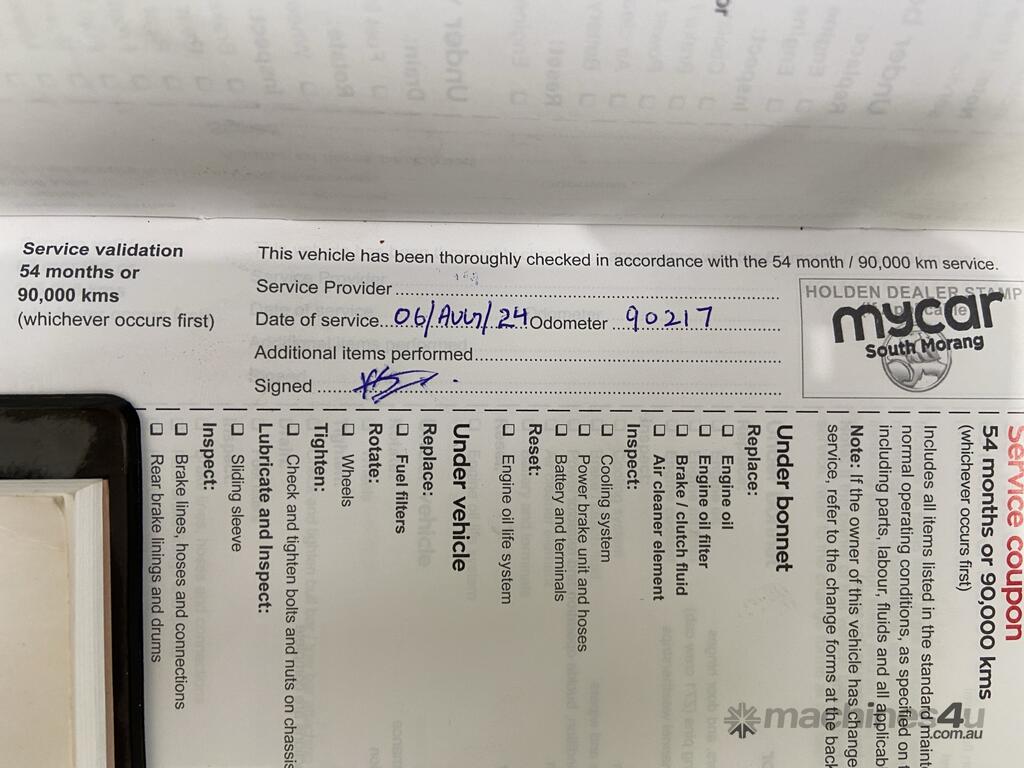 Service validation
54 months or
90,000 kms
(whichever occurs first)
This vehicle has been thoroughly checked in accordance with the 54 month / 90,000 km service.
Service Provider
Date of service 06/AUG/24 Odometer 90217
Additional items performed
Signed
HOLDEN DEALER STAMP
mycar
South Morang
Service coupon
54 months or 90,000 kms
(whichever occurs first)
Includes all items listed in the standard
normal operating conditions, as specified on
including parts, labour, fluids and all
Note: If the owner of this vehicle has
service, refer to the change forms at the
Under bonnet
Replace:
☐ Engine oil
☐ Engine oil filter
☐ Brake / clutch fluid
☐ Air cleaner element
Inspect:
☐ Cooling system
☐ Power brake unit and hoses
☐ Battery and terminals
Reset:
☐ Engine oil life system
Under vehicle
Replace:
☐ Fuel filters
Rotate:
☐ Wheels
Tighten:
☐ Check and tighten bolts and nuts on chassis
Lubricate and Inspect:
☐ Sliding sleeve
Inspect:
☐ Brake lines, hoses and connections
☐ Rear brake linings and drums
machines4u
.com.au